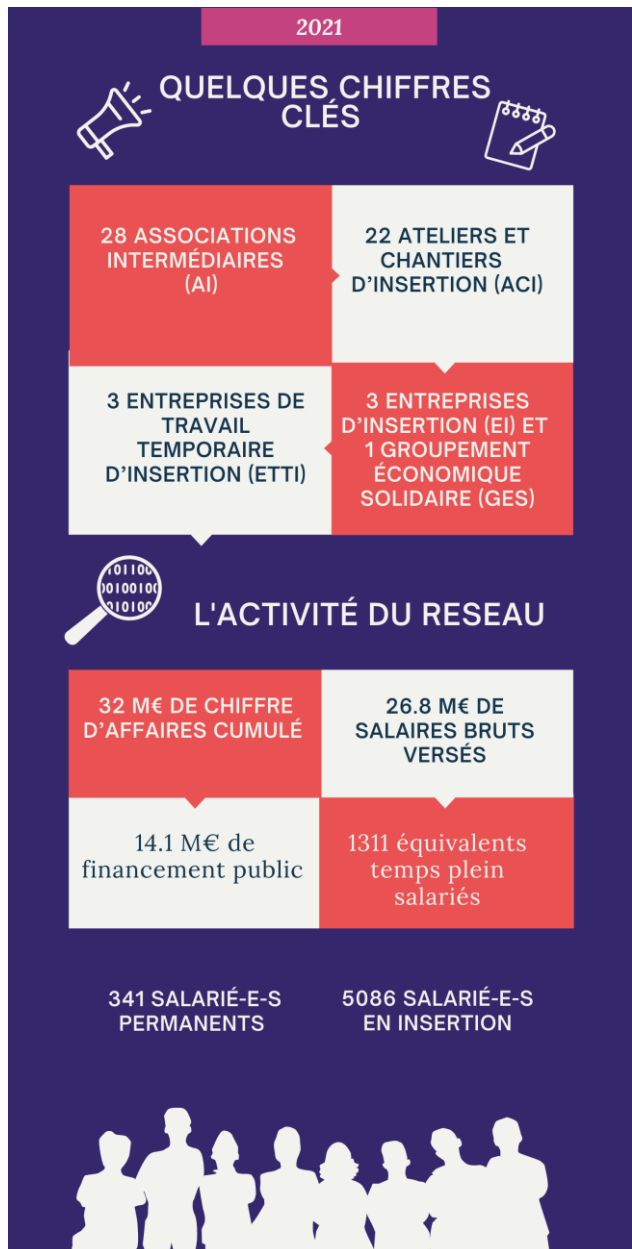 2021
QUELQUES CHIFFRES
CLÉS
28 ASSOCIATIONS
INTERMÉDIAIRES
(AI)
22 ATELIERS ET
CHANTIERS
D'INSERTION (ACI)
3 ENTREPRISES DE
TRAVAIL
TEMPORAIRE
D'INSERTION (ETTI)
3 ENTREPRISES
D'INSERTION (EI) ET
1 GROUPEMENT
ÉCONOMIQUE
SOLIDAIRE (GES)
101100
00100100
010100
L'ACTIVITÉ DU RESEAU
32 M€ DE CHIFFRE
D'AFFAIRES CUMULÉ
26.8 M€ DE
SALAIRES BRUTS
VERSÉS
14.1 M€ de
financement public
1311 équivalents
temps plein
salariés
341 SALARIÉ-E-S
PERMANENTS
5086 SALARIÉ-E-S
EN INSERTION